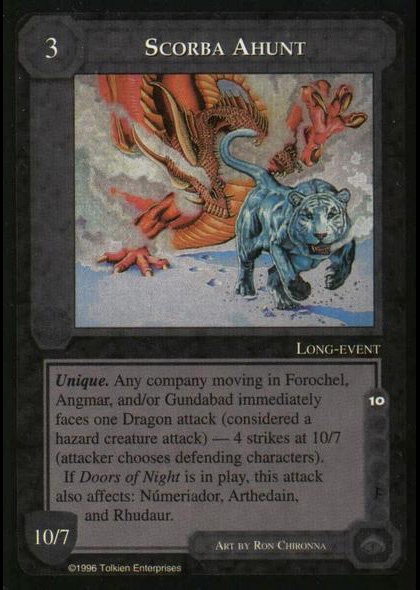 3
SCORBA AHUNT
LONG-EVENT
Unique. Any company moving in Forochel,
Angmar, and/or Gundabad immediately
faces one Dragon attack (considered a
hazard creature attack) — 4 strikes at 10/7
(attacker chooses defending characters).
If Doors of Night is in play, this attack
also affects: Númeriador, Arthedain,
and Rhudaur.
10
10/7
ART BY RON CHIRONNA
©1996 Tolkien Enterprises